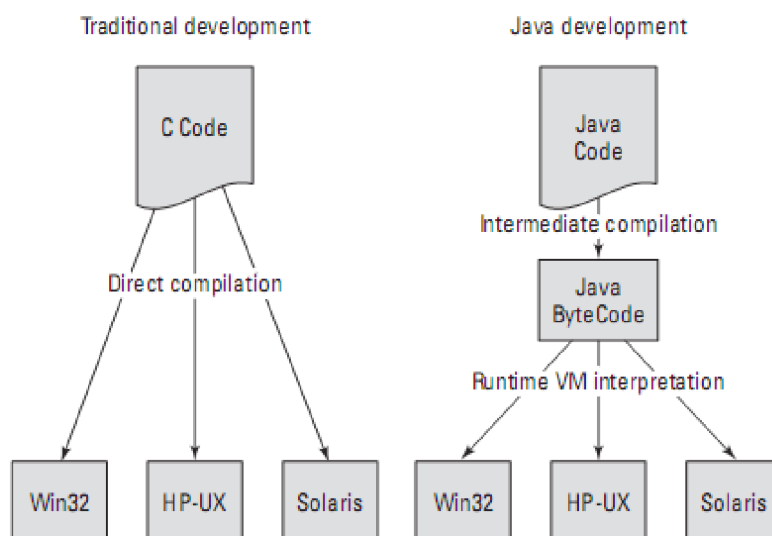 Traditional development
C Code
Direct compilation
Win32
HP-UX
Solaris
Java development
Java
Code
Intermediate compilation
Java
ByteCode
Runtime VM interpretation
Win32
HP-UX
Solaris